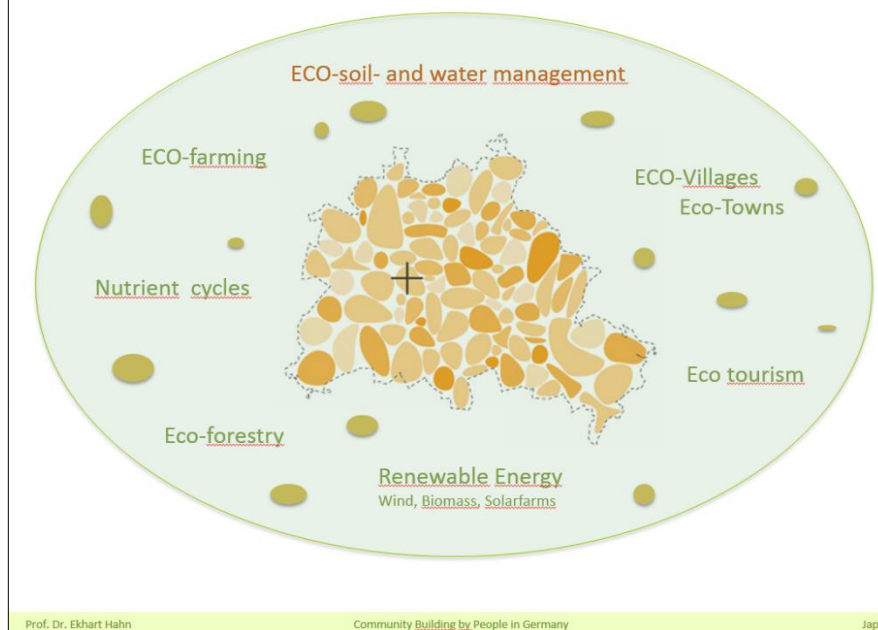 ECO-soil- and water management
ECO-farming
ECO-Villages
Eco-Towns
Nutrient cycles
Eco tourism
Eco-forestry
Renewable Energy
Wind, Biomass, Solarfarms
Prof. Dr. Ekhart Hahn
Community Building by People in Germany